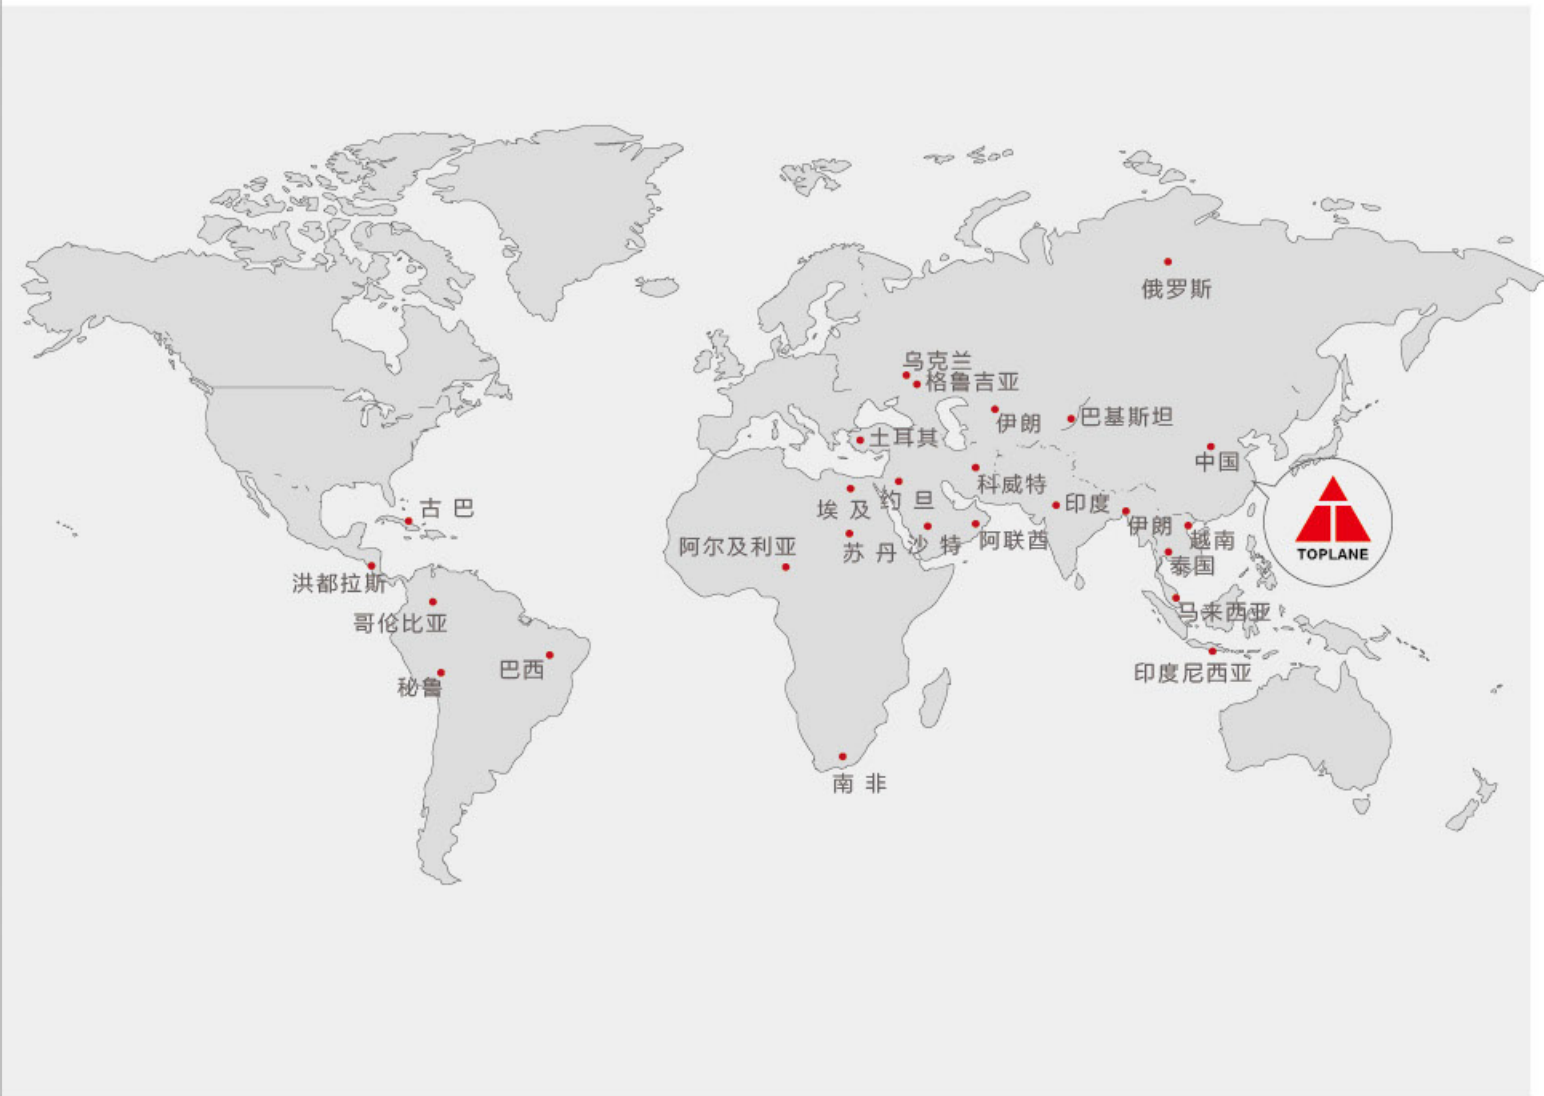 俄罗斯
乌克兰
格鲁吉亚
伊朗
巴基斯坦
土耳其
中国
科威特
约旦
埃及
印度
古巴
伊朗
越南
阿联酋
沙特
苏丹
阿尔及利亚
TOPLANE
泰国
洪都拉斯
马来西亚
哥伦比亚
巴西
印度尼西亚
秘鲁
南非